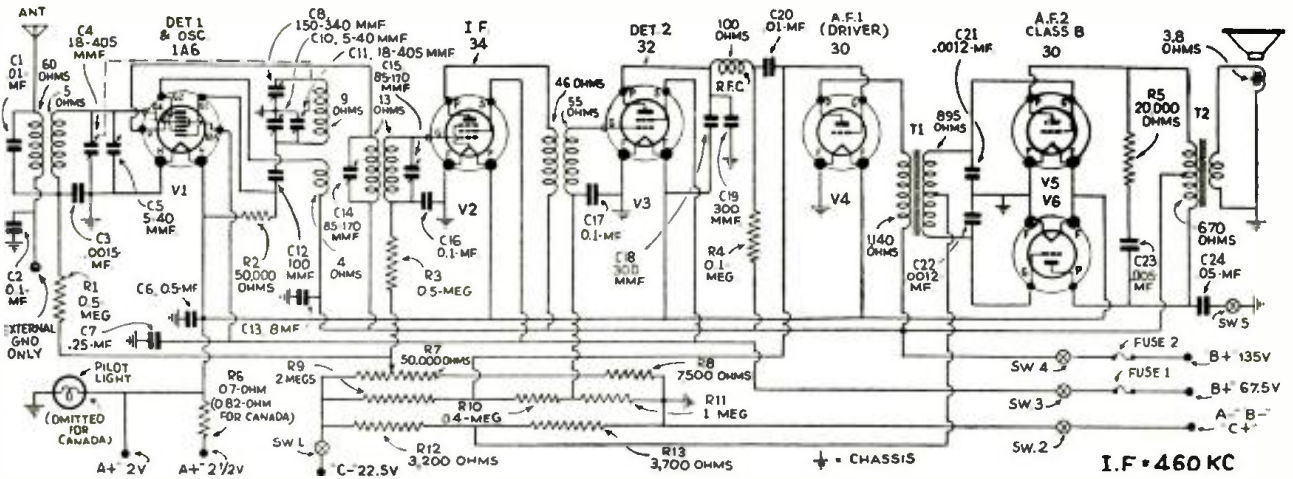 ANT
C1
.01
MF
60
OHMS
5
OHMS
C4
18-405
MMF
DET 1
& OSC
1A6
V1
C5
5-40
MMF.
C3
.0015-
MF.
C2
0.1-
MF
R1
0.5
MEG
EXTERNAL
GND
ONLY
C8,
150-340 MMF
C10, 5-40 MMF
C11, 18-405 MMF
9
OHMS
C15
85-170
MMF
13
OHMS
C14
85-170
MMF
4
OHMS
C12
100
MMF
R2
50,000
OHMS
C6, 0.5-MF
C7
.25-MF
C13 8 MF
I F
34
V2
C16
0.1-MF
R3
0.5-MEG
46 OHMS
55
OHMS
DET 2
32
V3
C17
0.1-MF
100
OHMS
R.F.C
C18
300
MMF
C19
300
MMF
C20
.01-MF
R4
0.1
MEG
A.F.1
(DRIVER)
30
V4
T1
1140
OHMS
895
OHMS
C21
.0012-MF
C22
.0012
MF
A.F.2
CLASS B
30
V5
V6
R5
20,000
OHMS
C23
.005
MF
3.8
OHMS
T2
670
OHMS
C24
.05-MF
SW 5
PILOT
LIGHT
(OMITTED
FOR
CANADA)
A+ 2V
R6
0.7-OHM
(0.82-OHM
FOR CANADA)
A+ 2 1/2V
SW 1
"C-"22.5V
R7
50,000 OHMS
R9
2 MEGS
R8
7500 OHMS
R10
0.4-MEG
R11
1 MEG
R12
3,200 OHMS
R13
3,700 OHMS
= CHASSIS
SW 4
FUSE 2
B+" 135V
SW.3
FUSE 1
B+" 67.5V
SW.2
A-" B-"
"C+"
I.F = 460 KC